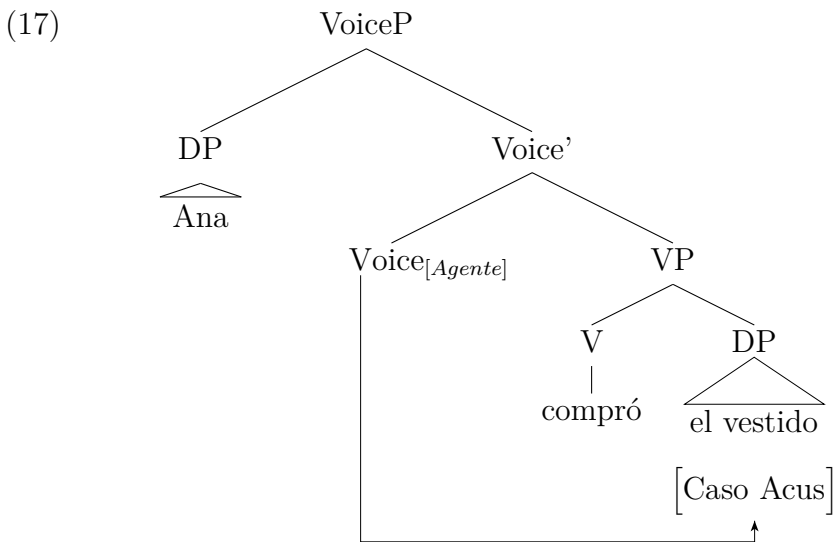 (17) VoiceP
DP Voice'
Ana
Voice[Agente] VP
V DP
compró el vestido
[Caso Acus]